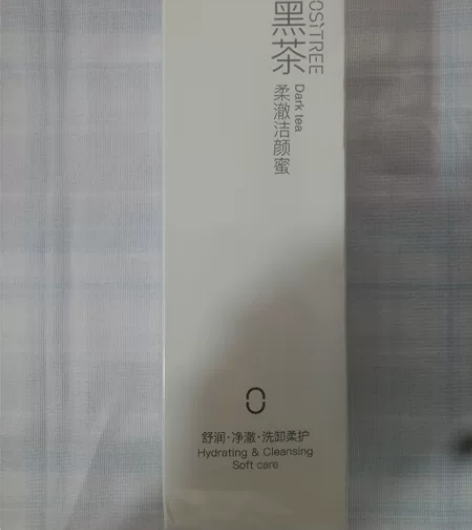 OSITREE
黑茶
Dark tea
柔澈洁颜蜜
舒润·净澈·洗卸柔护
Hydrating & Cleansing
Soft care